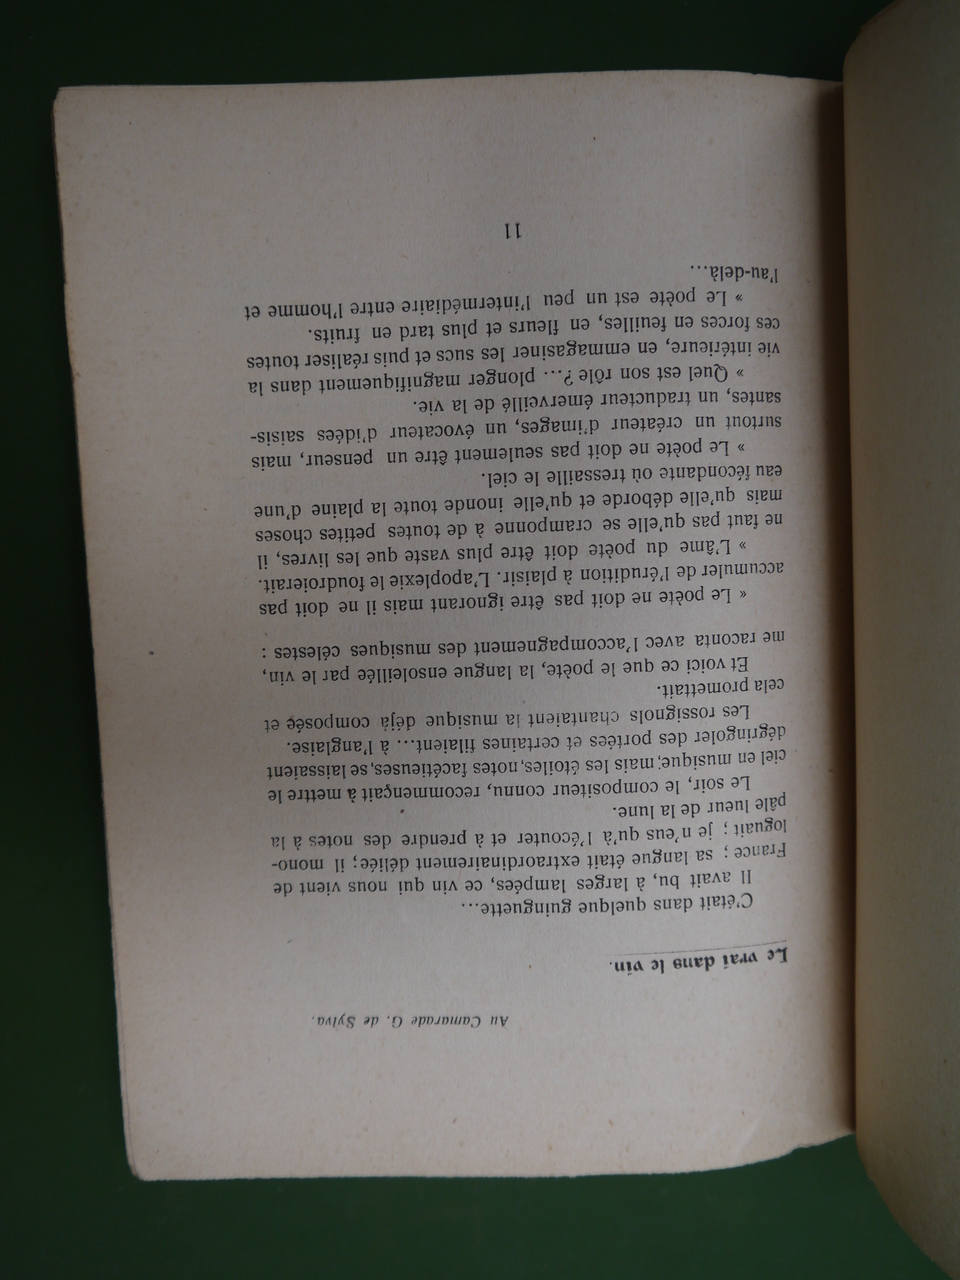 Au Camarade G. de Sylva.
Le vrai dans le vin.
C'était dans quelque guinguette...
Il avait bu, à larges lampées, ce vin qui nous vient de
France ; sa langue était extraordinairement déliée; il mono-
loguait ; je n'eus qu'à l'écouter et à prendre des notes à la
pâle lueur de la lune.
Le soir, le compositeur connu, recommençait à mettre le
ciel en musique; mais les étoiles, notes facétieuses, se laissaient
dégringoler des portées et certaines filaient... à l'anglaise.
Les rossignols chantaient la musique déjà composée et
cela promettait.
Et voici ce que le poète, la langue ensoleillée par le vin,
me raconta avec l'accompagnement des musiques célestes :
» Le poète ne doit pas être ignorant mais il ne doit pas
accumuler de l'érudition à plaisir. L'apoplexie le foudroierait.
» L'âme du poète doit être plus vaste que les livres, il
ne faut pas qu'elle se cramponne à de toutes petites choses
mais qu'elle déborde et qu'elle inonde toute la plaine d'une
eau fécondante où tressaille le ciel.
» Le poète ne doit pas seulement être un penseur, mais
surtout un créateur d'images, un évocateur d'idées saisis-
santes, un traducteur émerveillé de la vie.
» Quel est son rôle ?... plonger magnifiquement dans la
vie intérieure, en emmagasiner les sucs et puis réaliser toutes
ces forces en feuilles, en fleurs et plus tard en fruits.
» Le poète est un peu l'intermédiaire entre l'homme et
l'au-delà...
11